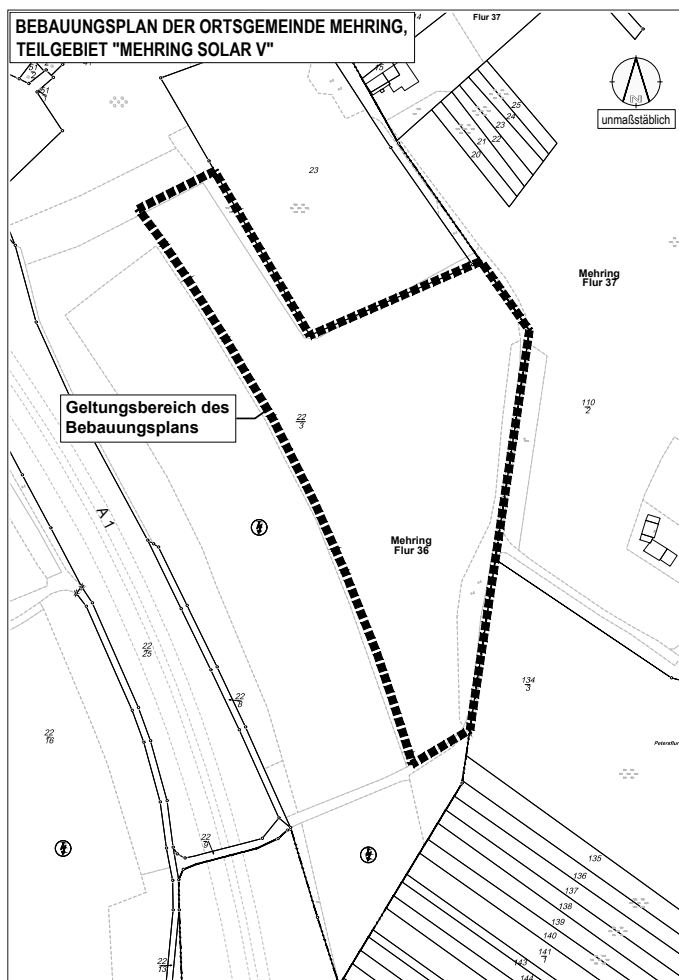 BEBAUUNGSPLAN DER ORTSGEMEINDE MEHRING,
TEILGEBIET "MEHRING SOLAR V"
14
Flur 37
15
N
unmaßstäblich
25
24
23
22
21
20
23
Mehring
Flur 37
Geltungsbereich des
Bebauungsplans
22
3
110
2
A 1
Mehring
Flur 36
22
25
134
3
22
8
22
16
22
9
135
136
137
138
139
140
141
1
143
144
22
13